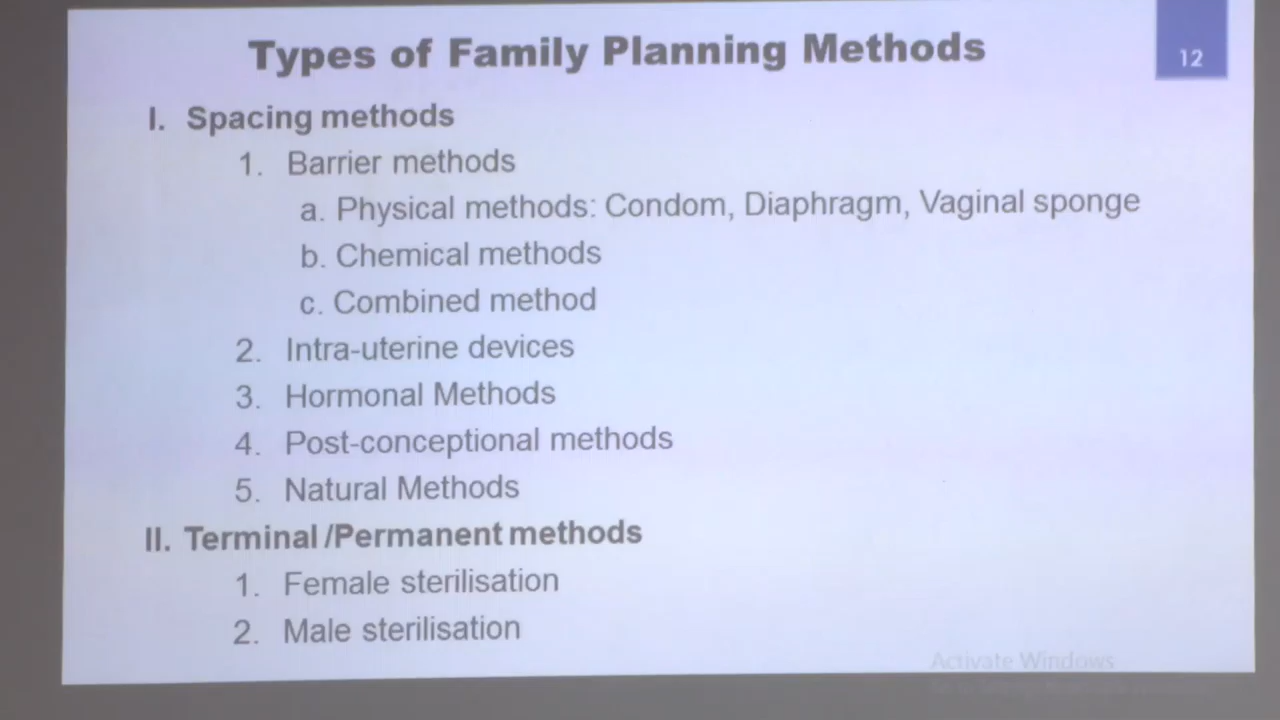 Types of Family Planning Methods
12
I. Spacing methods
1. Barrier methods
a. Physical methods: Condom, Diaphragm, Vaginal sponge
b. Chemical methods
c. Combined method
2. Intra-uterine devices
3. Hormonal Methods
4. Post-conceptional methods
5. Natural Methods
II. Terminal /Permanent methods
1. Female sterilisation
2. Male sterilisation
Activate Windows